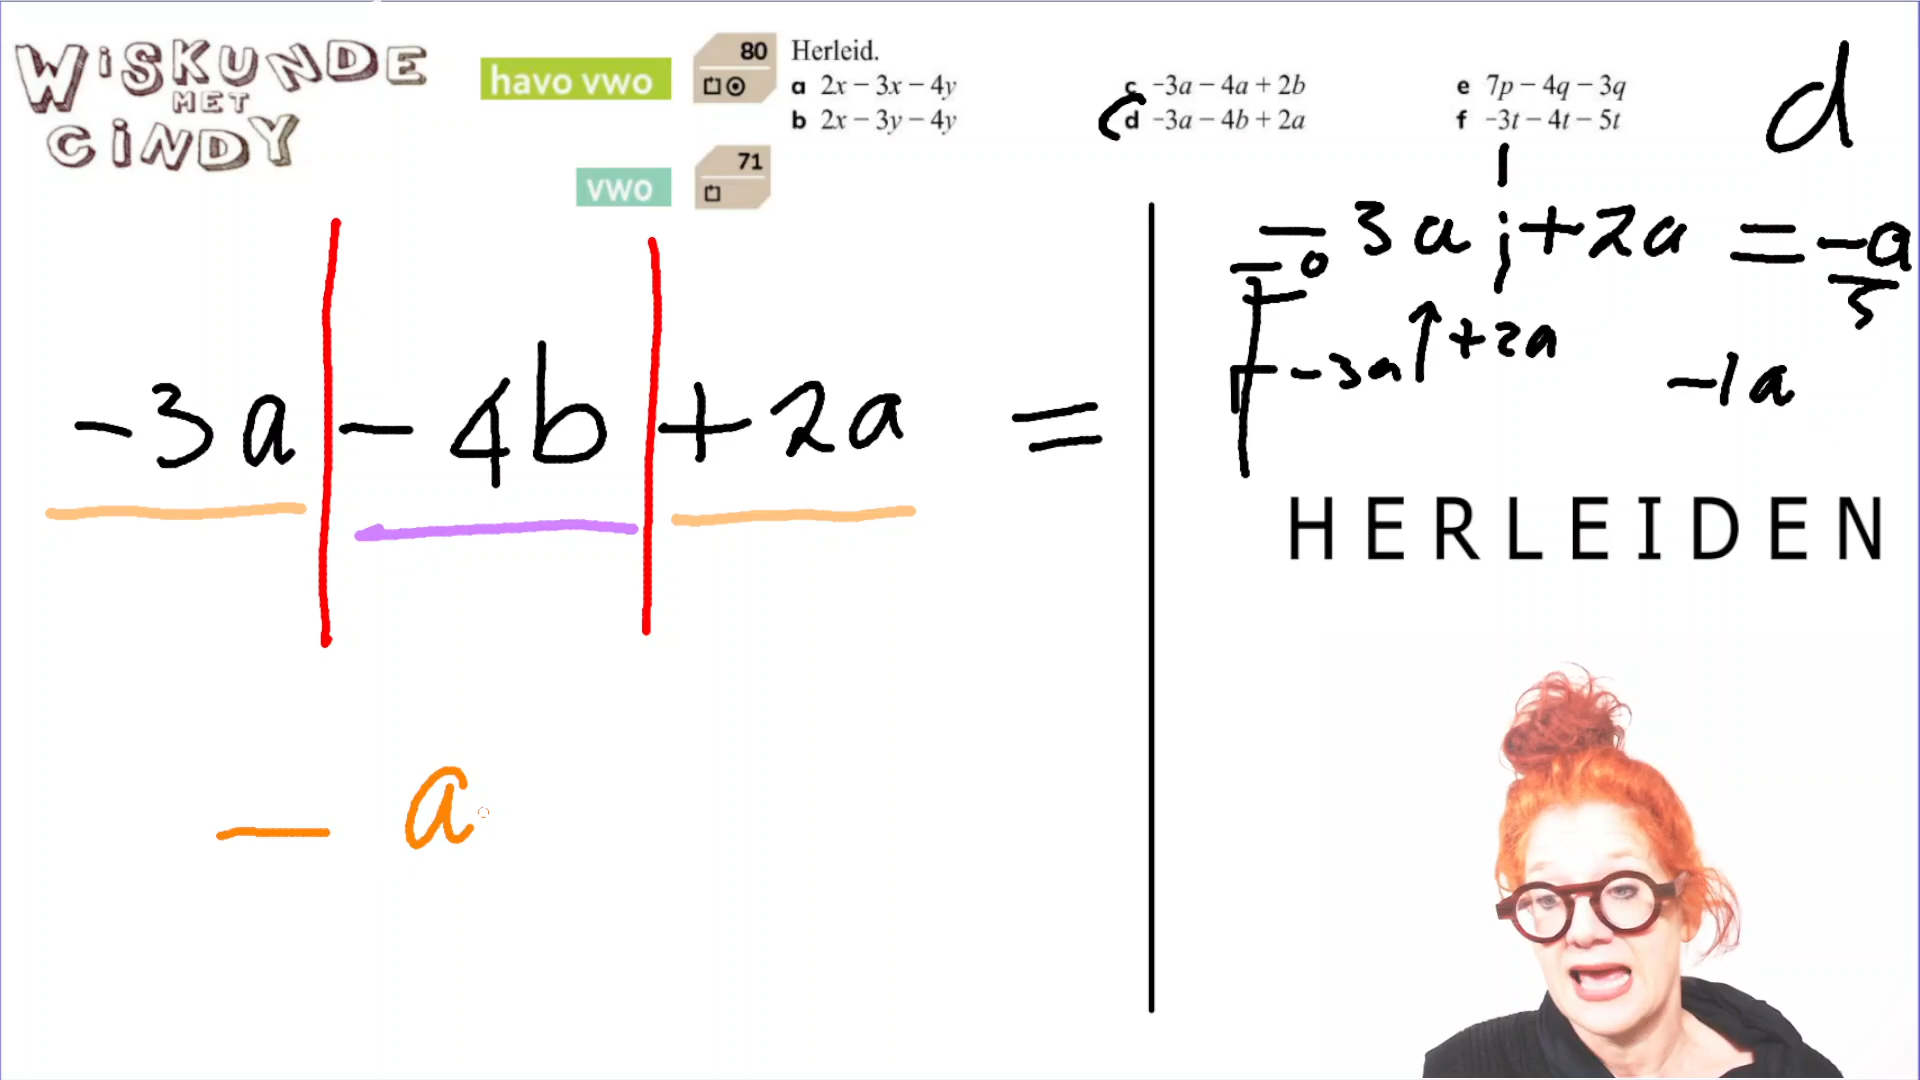 WiSKUNDE
MET
CiNDY
havo vwo
80
Herleid.
a 2x – 3x – 4y
b 2x – 3y – 4y
c -3a – 4a + 2b
d -3a – 4b + 2a
e 7p – 4q – 3q
f -3t – 4t – 5t
vwo
71
d
-3a - 4b + 2a =
- a
- 3a + 2a = -a
-3a +2a
-1a
HERLEIDEN